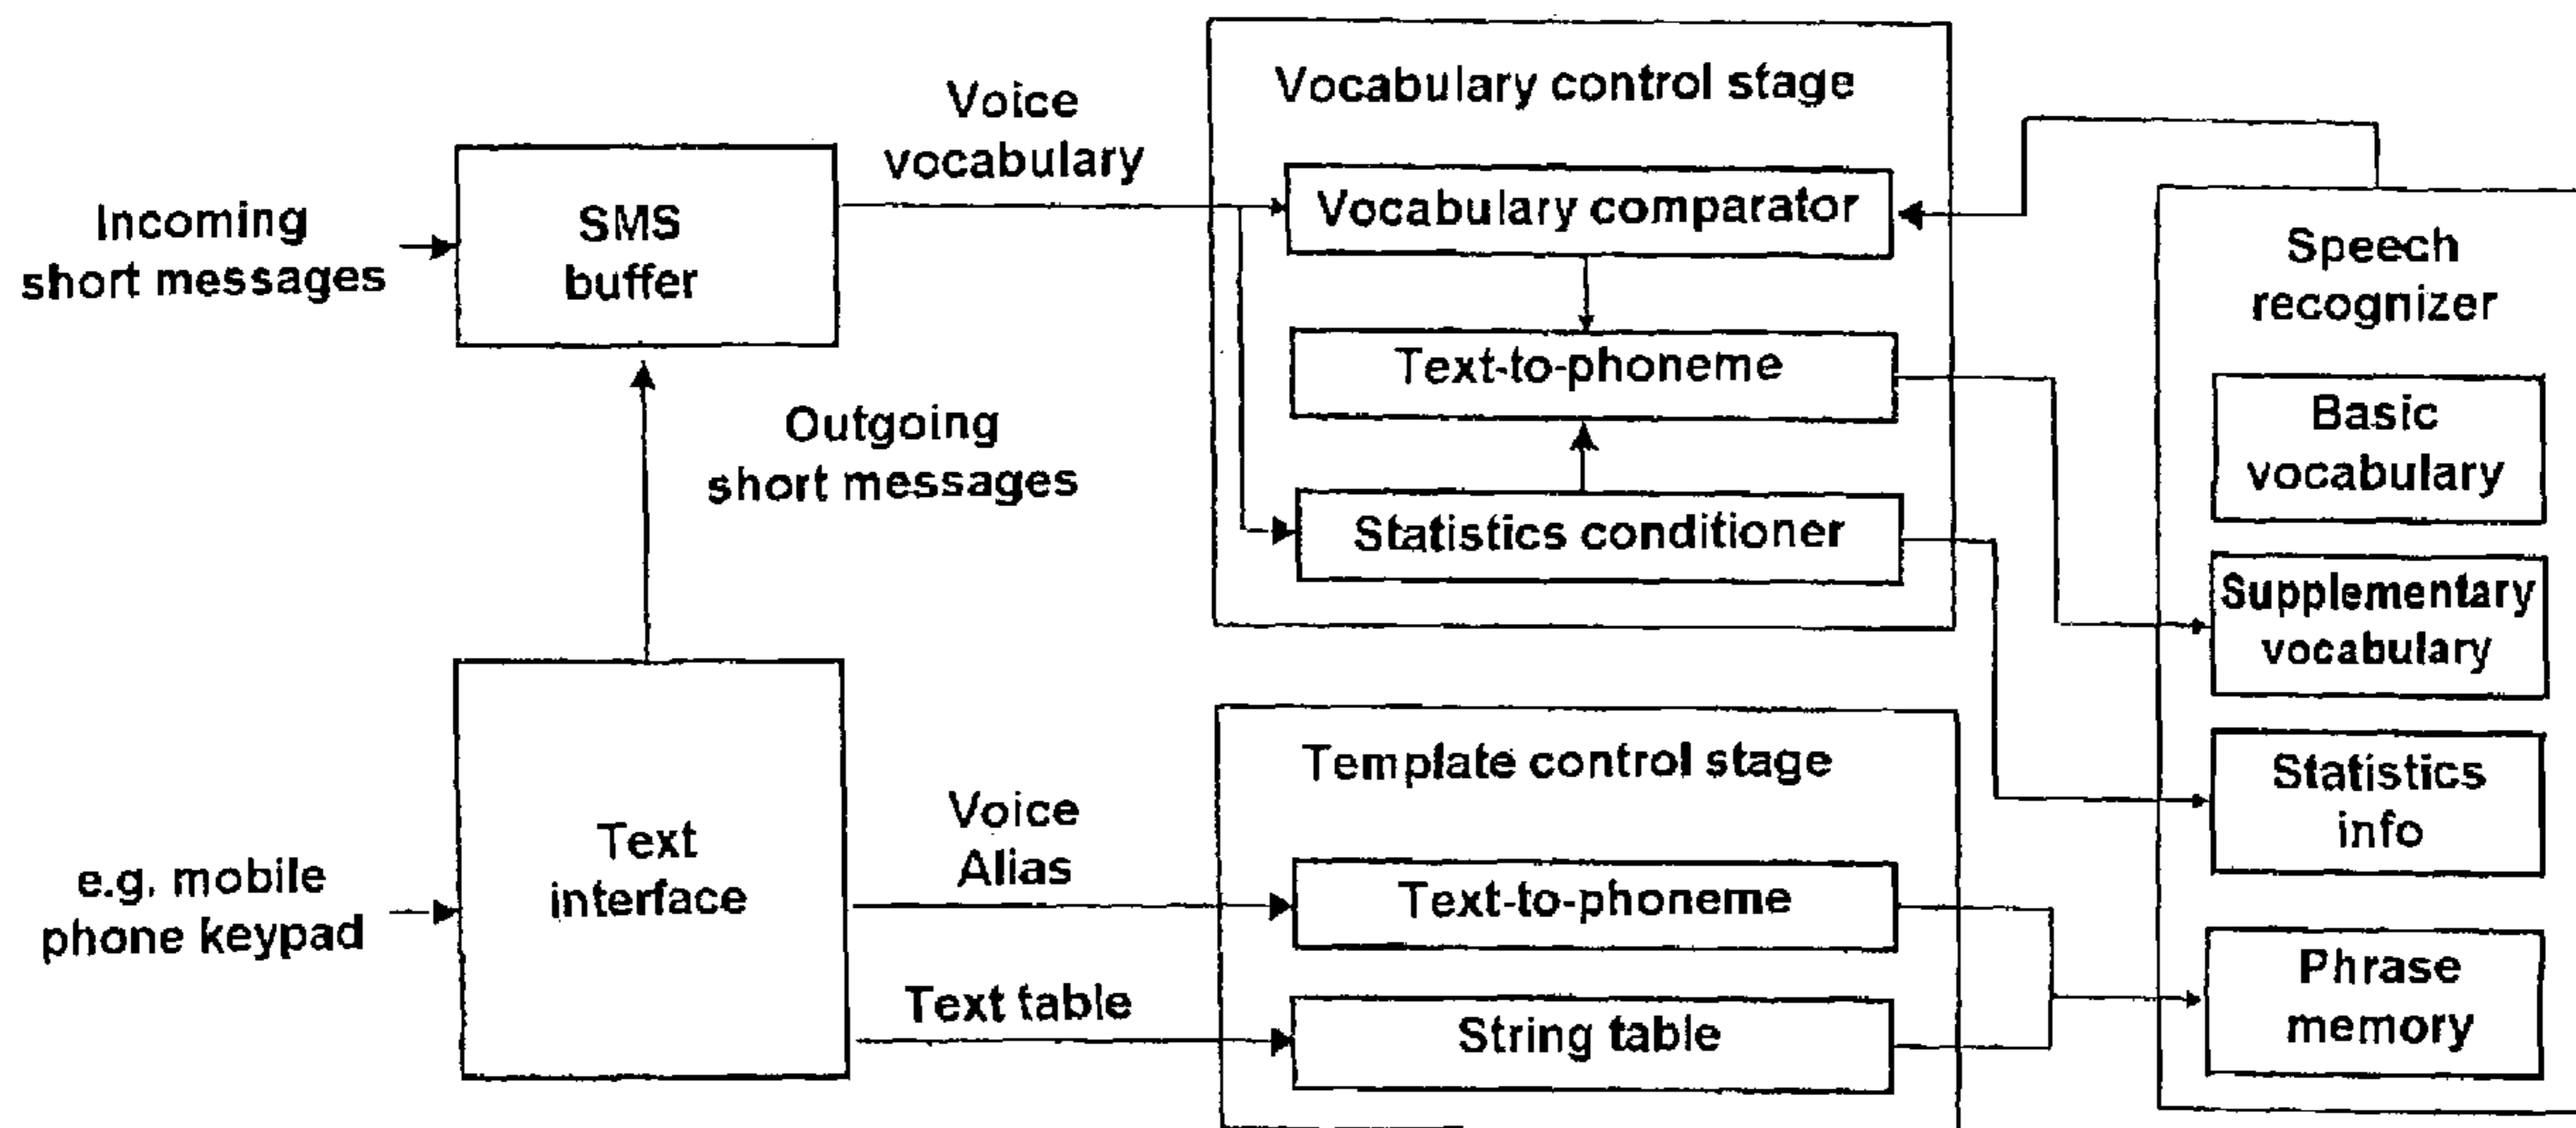 Incoming
short messages
SMS
buffer
Voice
vocabulary
Outgoing
short messages
e.g. mobile
phone keypad
Text
interface
Voice
Alias
Text table
Vocabulary control stage
Vocabulary comparator
Text-to-phoneme
Statistics conditioner
Template control stage
Text-to-phoneme
String table
Speech
recognizer
Basic
vocabulary
Supplementary
vocabulary
Statistics
info
Phrase
memory